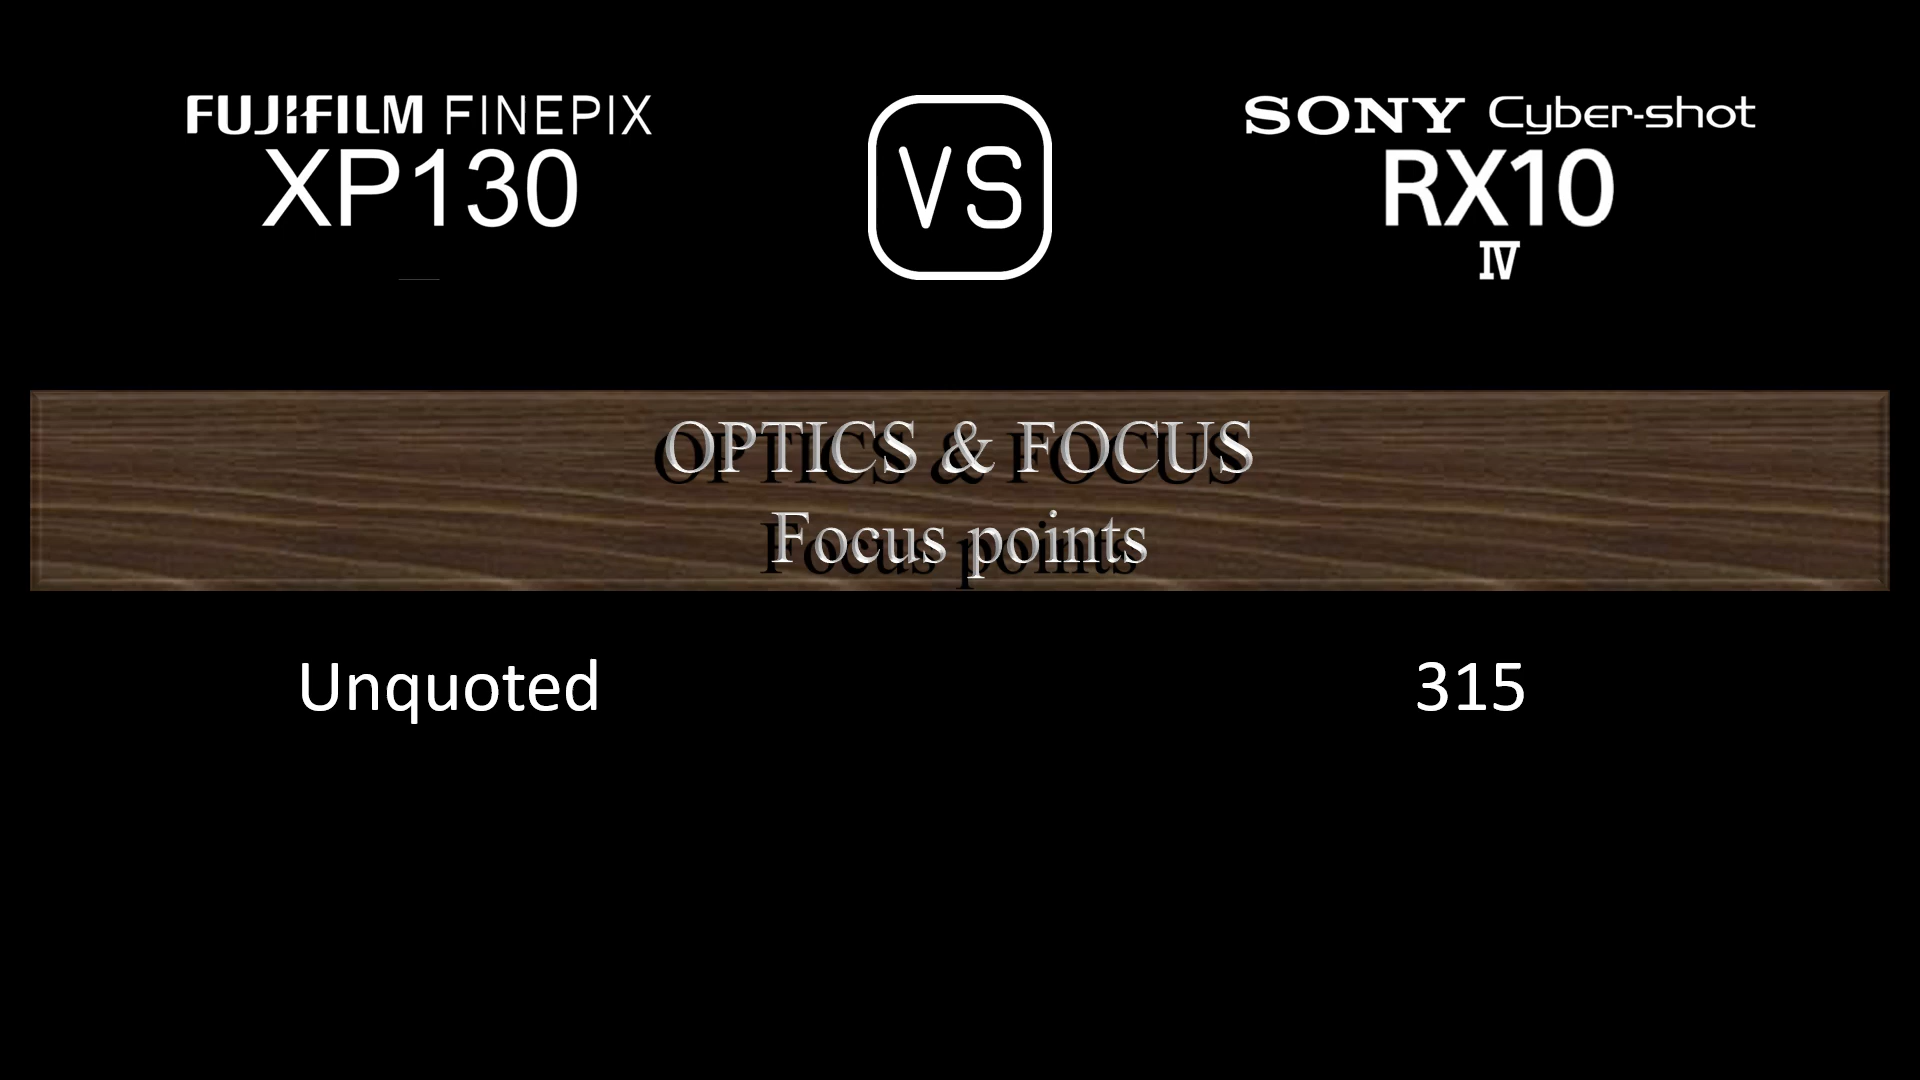 FUJIFILM FINEPIX
XP130
VS
SONY Cyber-shot
RX10
IV
OPTICS & FOCUS
Focus points
Unquoted
315